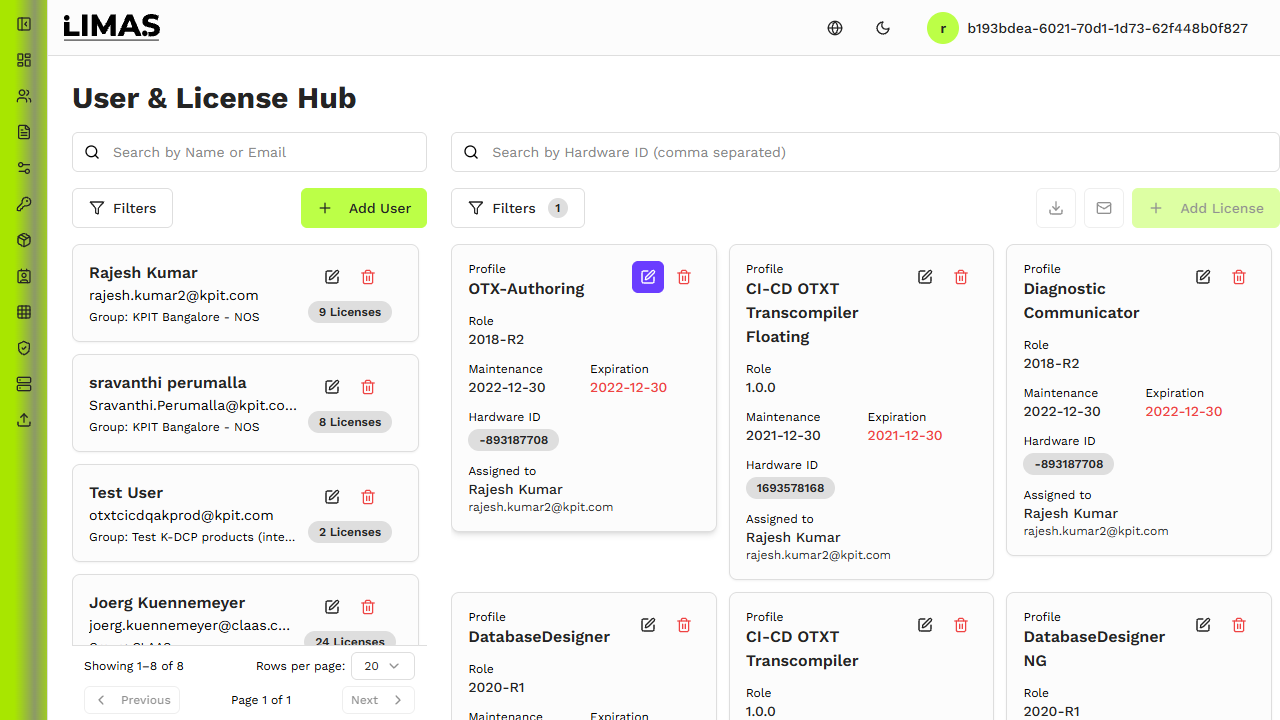 LIMAS
r
b193bdea-6021-70d1-1d73-62f448b0f827
User & License Hub
Search by Name or Email
Search by Hardware ID (comma separated)
Filters
Add User
Filters
1
Add License
Rajesh Kumar
rajesh.kumar2@kpit.com
Group: KPIT Bangalore - NOS
9 Licenses
sravanthi perumalla
Sravanthi.Perumalla@kpit.co...
Group: KPIT Bangalore - NOS
8 Licenses
Test User
otxtcicdqakprod@kpit.com
Group: Test K-DCP products (inte...
2 Licenses
Joerg Kuennemeyer
joerg.kuennemeyer@claas.c...
24 Licenses
Showing 1–8 of 8
Rows per page:
20
Previous
Page 1 of 1
Next
Profile
OTX-Authoring
Role
2018-R2
Maintenance
2022-12-30
Expiration
2022-12-30
Hardware ID
-893187708
Assigned to
Rajesh Kumar
rajesh.kumar2@kpit.com
Profile
CI-CD OTXT
Transcompiler
Floating
Role
1.0.0
Maintenance
2021-12-30
Expiration
2021-12-30
Hardware ID
1693578168
Assigned to
Rajesh Kumar
rajesh.kumar2@kpit.com
Profile
Diagnostic
Communicator
Role
2018-R2
Maintenance
2022-12-30
Expiration
2022-12-30
Hardware ID
-893187708
Assigned to
Rajesh Kumar
rajesh.kumar2@kpit.com
Profile
DatabaseDesigner
Role
2020-R1
Maintenance
Expiration
Profile
CI-CD OTXT
Transcompiler
Role
1.0.0
Profile
DatabaseDesigner
NG
Role
2020-R1